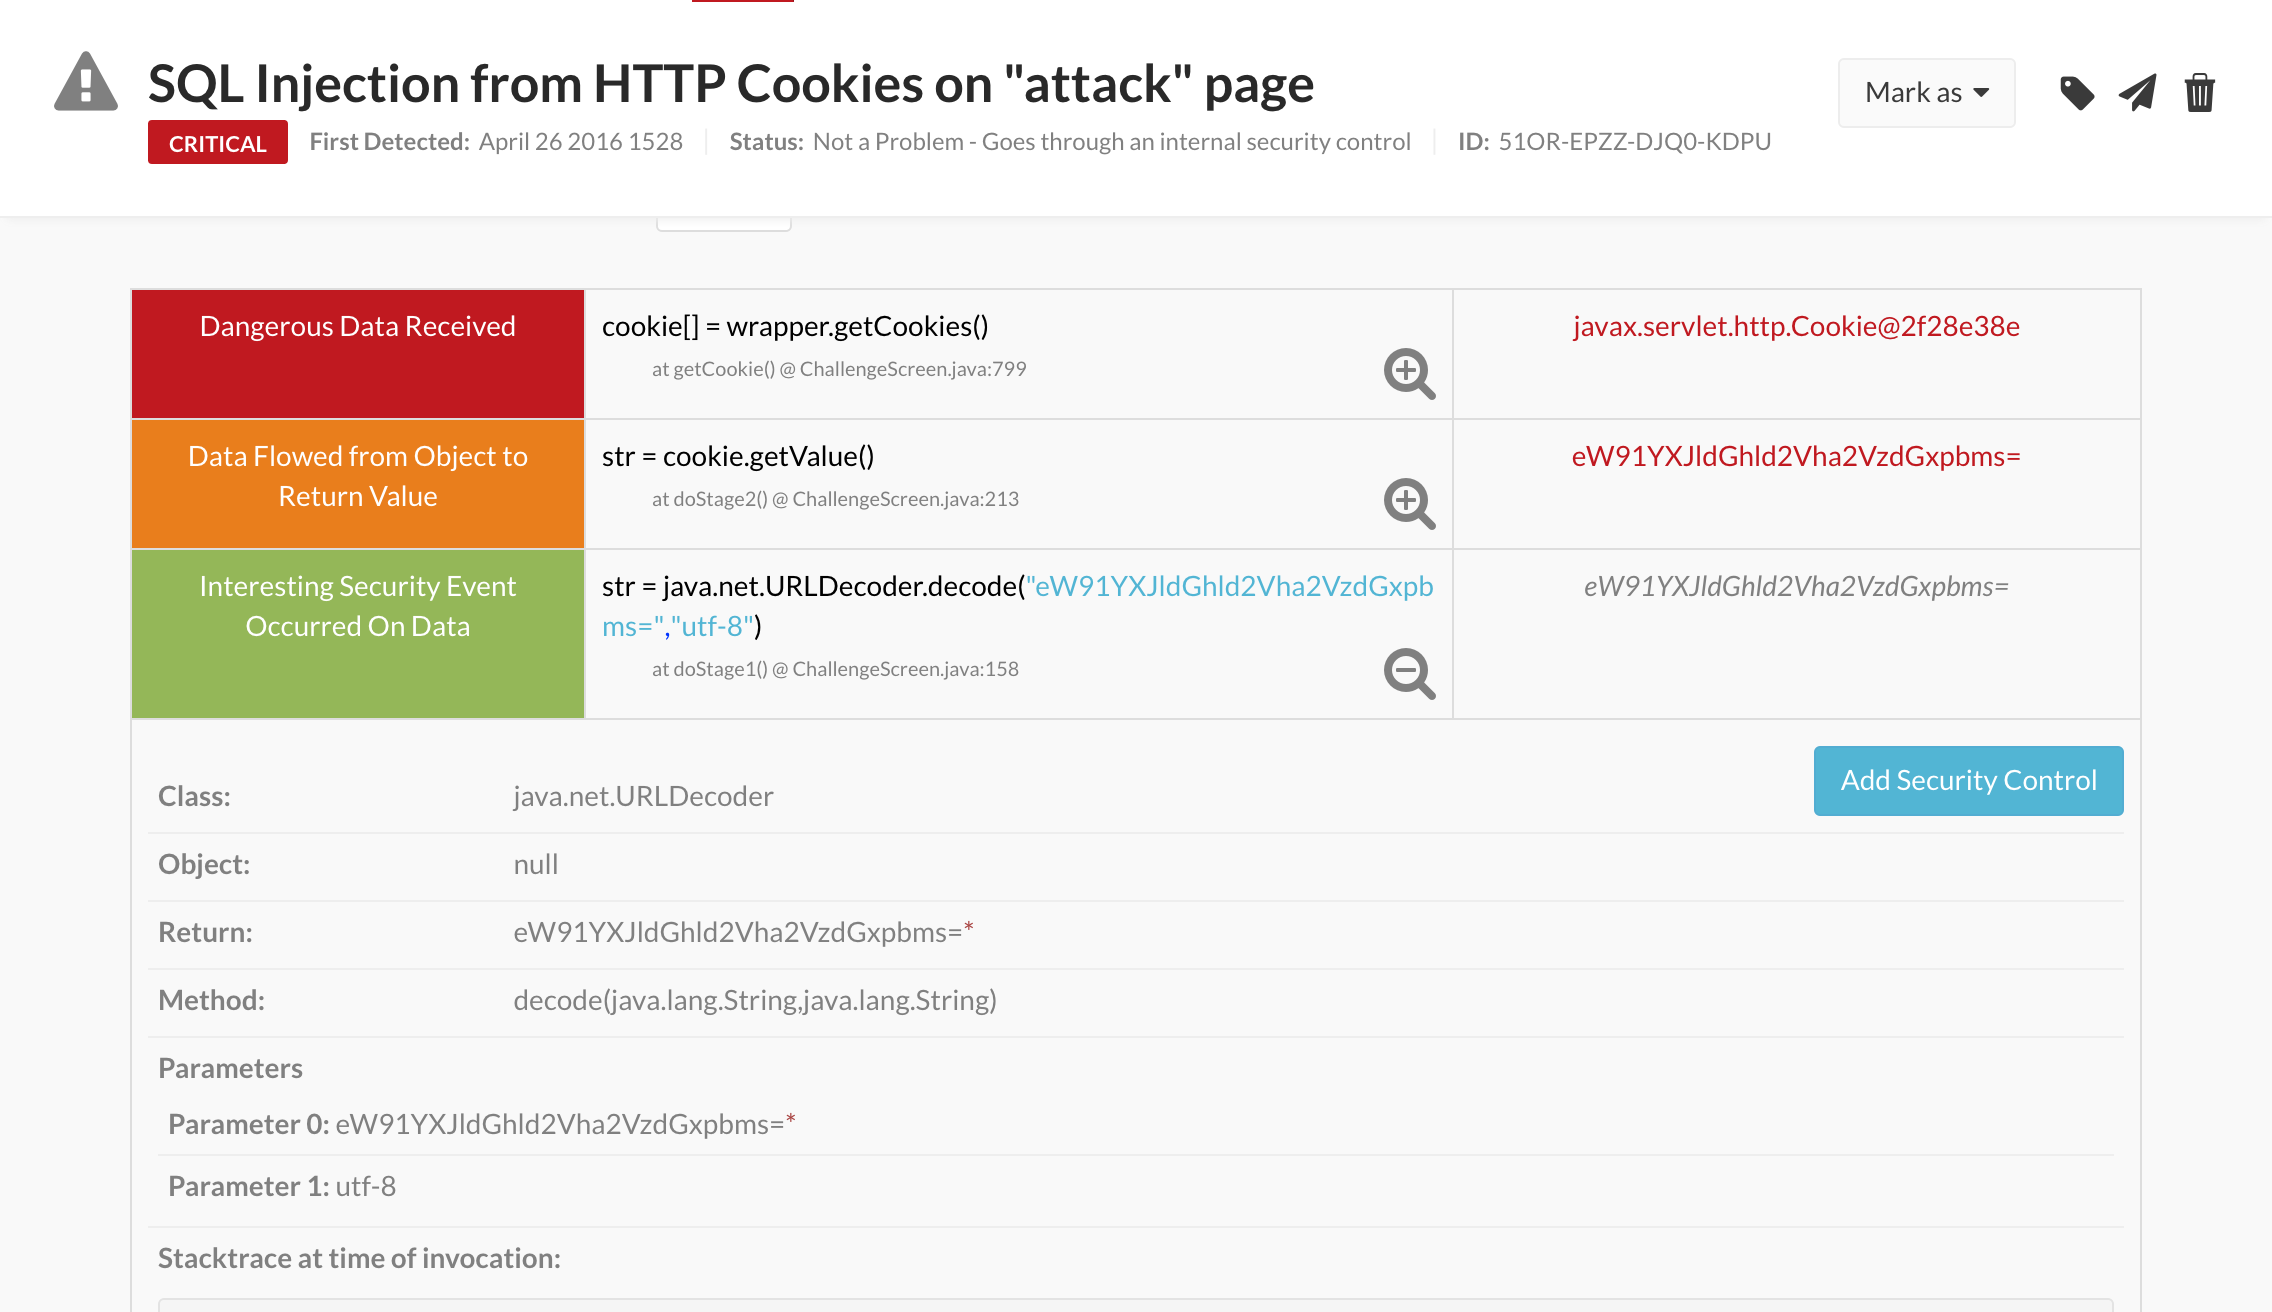 SQL Injection from HTTP Cookies on "attack" page
Mark as
CRITICAL First Detected: April 26 2016 1528 Status: Not a Problem - Goes through an internal security control ID: 51OR-EPZZ-DJQ0-KDPU
Dangerous Data Received
cookie[] = wrapper.getCookies()
at getCookie() @ ChallengeScreen.java:799
javax.servlet.http.Cookie@2f28e38e
Data Flowed from Object to
Return Value
str = cookie.getValue()
at doStage2() @ ChallengeScreen.java:213
eW91YXJldGhld2Vha2VzdGxpbms=
Interesting Security Event
Occurred On Data
str = java.net.URLDecoder.decode("eW91YXJldGhld2Vha2VzdGxpb
ms=","utf-8")
at doStage1() @ ChallengeScreen.java:158
eW91YXJldGhld2Vha2VzdGxpbms=
Add Security Control
Class: java.net.URLDecoder
Object: null
Return: eW91YXJldGhld2Vha2VzdGxpbms=*
Method: decode(java.lang.String,java.lang.String)
Parameters
Parameter 0: eW91YXJldGhld2Vha2VzdGxpbms=*
Parameter 1: utf-8
Stacktrace at time of invocation: